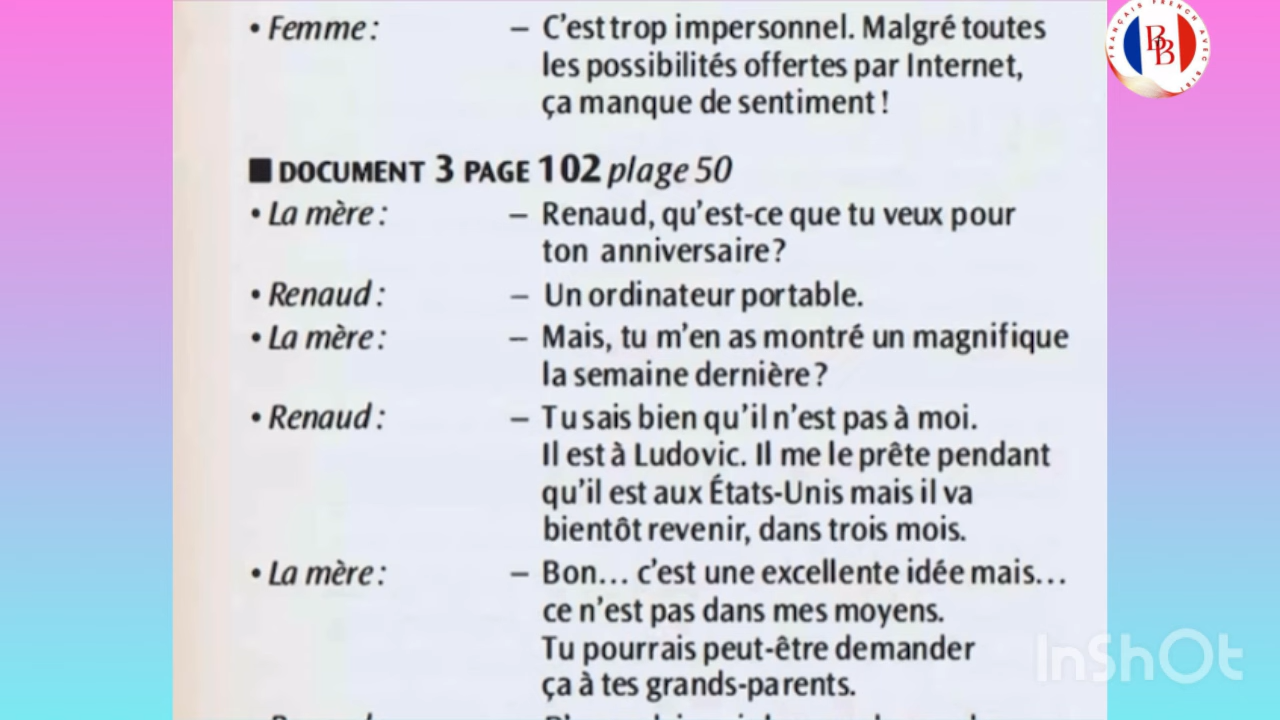 • Femme : – C'est trop impersonnel. Malgré toutes
les possibilités offertes par Internet,
ça manque de sentiment !
■ DOCUMENT 3 PAGE 102 plage 50
• La mère : – Renaud, qu'est-ce que tu veux pour
ton anniversaire ?
• Renaud : – Un ordinateur portable.
• La mère : – Mais, tu m'en as montré un magnifique
la semaine dernière ?
• Renaud : – Tu sais bien qu'il n'est pas à moi.
Il est à Ludovic. Il me le prête pendant
qu'il est aux États-Unis mais il va
bientôt revenir, dans trois mois.
• La mère : – Bon... c'est une excellente idée mais...
ce n'est pas dans mes moyens.
Tu pourrais peut-être demander
ça à tes grands-parents.
FRANÇAIS FRENCH AVEC BIBI
BB
InShOt